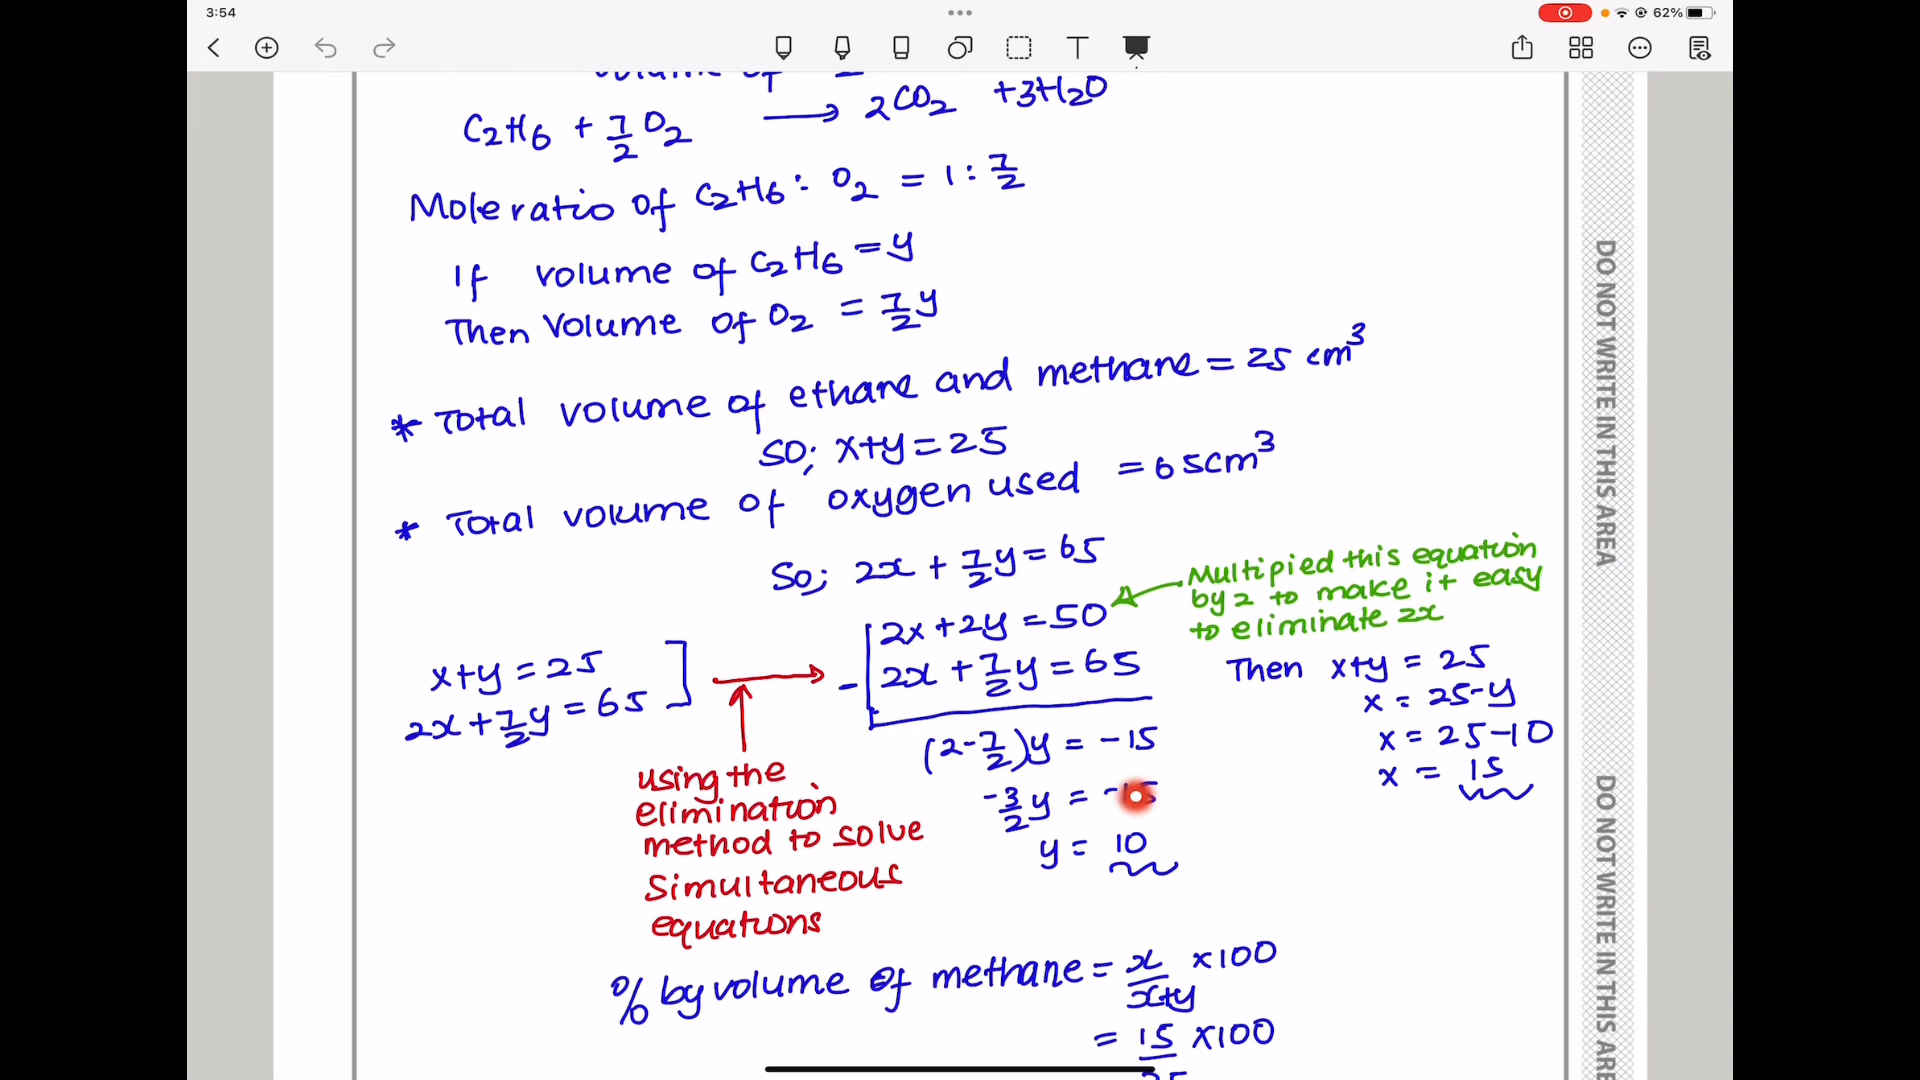 3:54
62%
C2H6 + 7/2 O2 → 2CO2 + 3H2O
Mole ratio of C2H6 : O2 = 1 : 7/2
If volume of C2H6 = y
Then Volume of O2 = 7/2 y
* Total volume of ethane and methane = 25 cm³
SO; x+y = 25
* Total volume of oxygen used = 65cm³
So; 2x + 7/2 y = 65
Multipied this equation
by 2 to make it easy
to eliminate 2x
x+y = 25
2x + 7/2 y = 65
2x + 2y = 50
- 2x + 7/2 y = 65
(2 - 7/2)y = -15
-3/2 y = -15
y = 10
Then x+y = 25
x = 25-y
x = 25-10
x = 15
using the
elimination
method to solve
Simultaneous
equations
% by volume of methane = x/x+y ×100
= 15/25 ×100
DO NOT WRITE IN THIS AREA
DO NOT WRITE IN THIS ARE